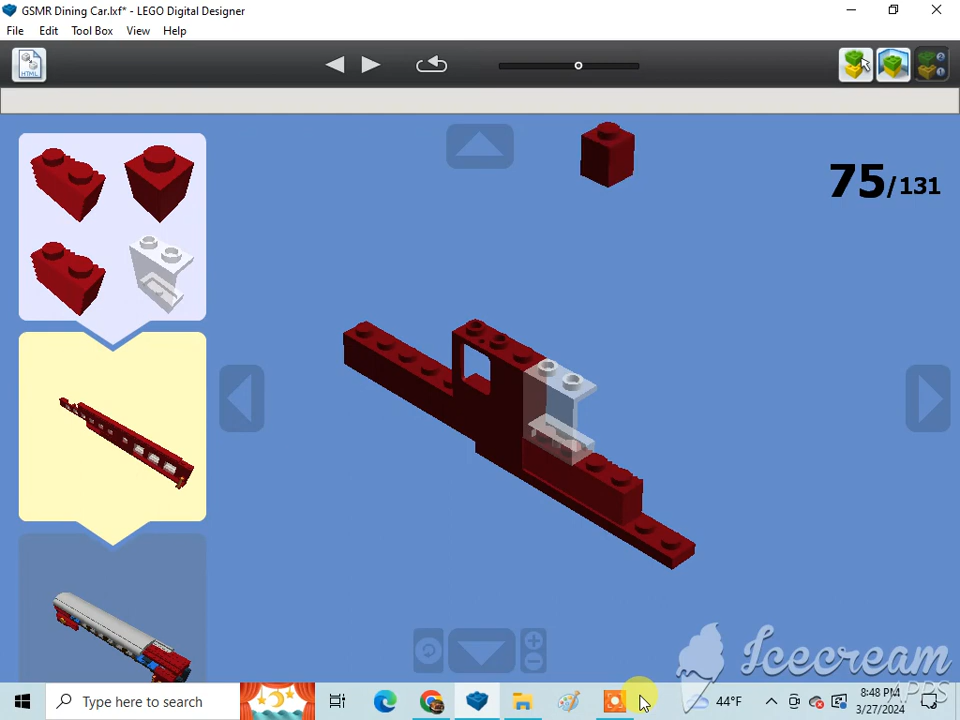 GSMR Dining Car.lxf* - LEGO Digital Designer
File Edit Tool Box View Help
HTML
75/131
Icecream
APPS
Type here to search
44°F
8:48 PM
3/27/2024